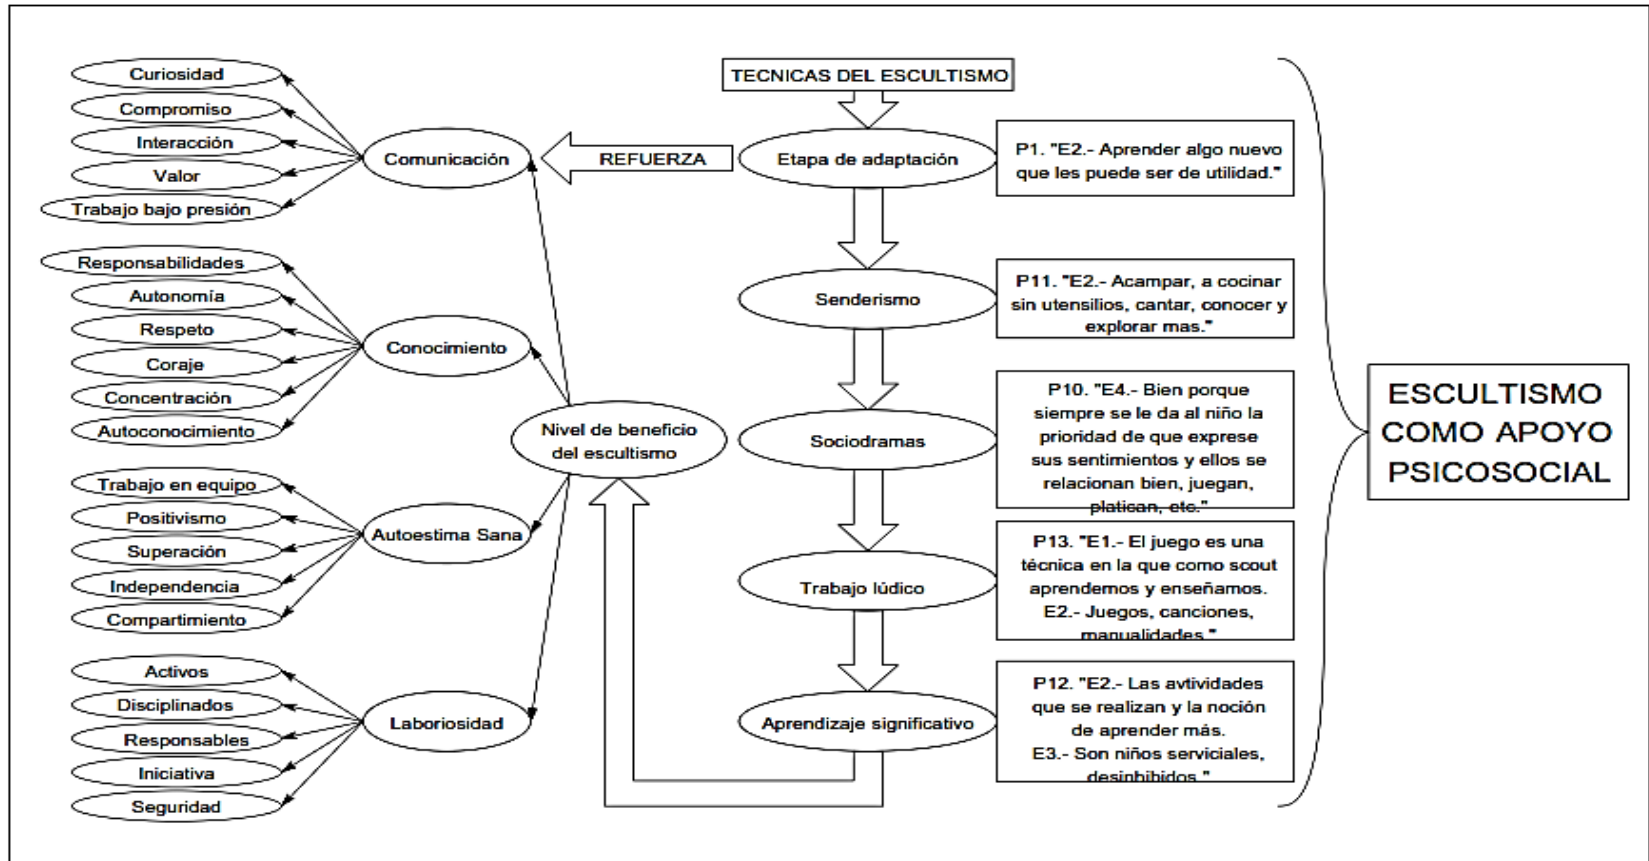 Curiosidad
Compromiso
Interacción
Valor
Trabajo bajo presión
Comunicación
Responsabilidades
Autonomía
Respeto
Coraje
Concentración
Autoconocimiento
Conocimiento
Trabajo en equipo
Positivismo
Superación
Independencia
Compartimiento
Autoestima Sana
Activos
Disciplinados
Responsables
Iniciativa
Seguridad
Laboriosidad
Nivel de beneficio
del escultismo
REFUERZA
TECNICAS DEL ESCULTISMO
Etapa de adaptación
P1. "E2.- Aprender algo nuevo
que les puede ser de utilidad."
Senderismo
P11. "E2.- Acampar, a cocinar
sin utensilios, cantar, conocer y
explorar mas."
Sociodramas
P10. "E4.- Bien porque
siempre se le da al niño la
prioridad de que exprese
sus sentimientos y ellos se
relacionan bien, juegan,
platican, etc."
Trabajo lúdico
P13. "E1.- El juego es una
técnica en la que como scout
aprendemos y enseñamos.
E2.- Juegos, canciones,
manualidades."
Aprendizaje significativo
P12. "E2.- Las avtividades
que se realizan y la noción
de aprender más.
E3.- Son niños serviciales,
desinhibidos."
ESCULTISMO
COMO APOYO
PSICOSOCIAL